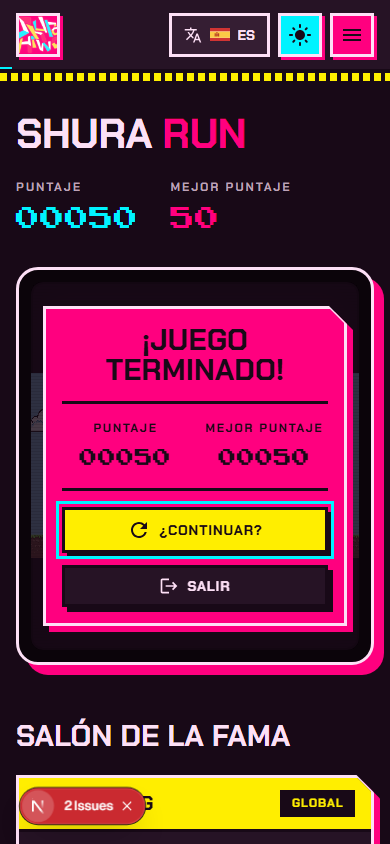 ES
SHURA RUN
PUNTAJE
MEJOR PUNTAJE
00050
50
¡JUEGO
TERMINADO!
PUNTAJE
MEJOR PUNTAJE
00050
00050
¿CONTINUAR?
SALIR
SALÓN DE LA FAMA
GLOBAL
N
2 Issues